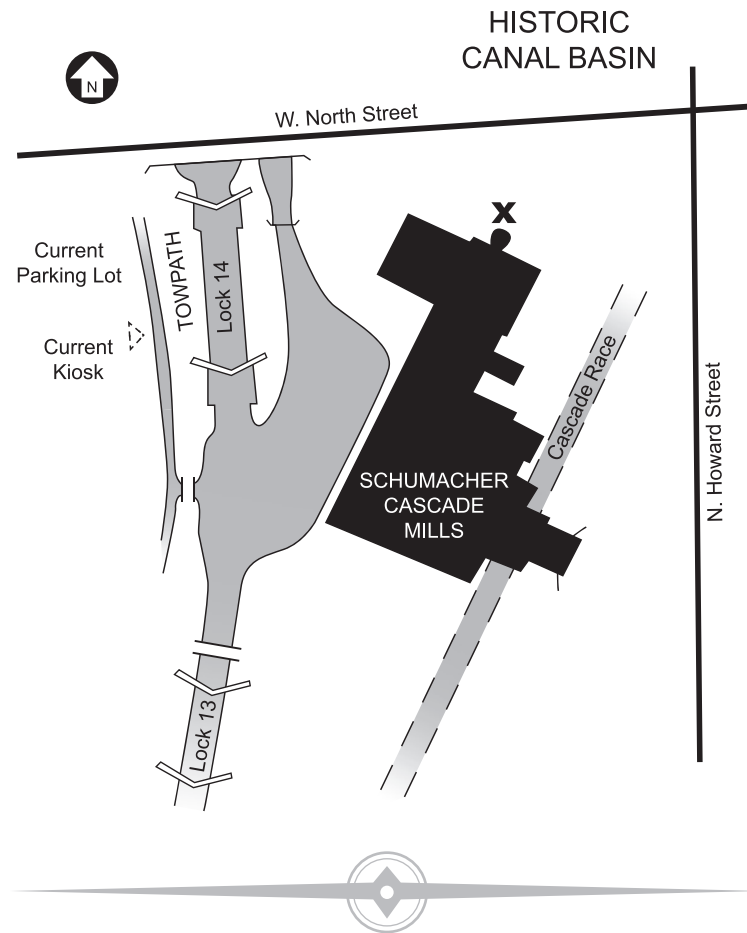 HISTORIC
CANAL BASIN
N
W. North Street
X
Current
Parking Lot
TOWPATH
Lock 14
Current
Kiosk
Cascade Race
N. Howard Street
SCHUMACHER
CASCADE
MILLS
Lock 13